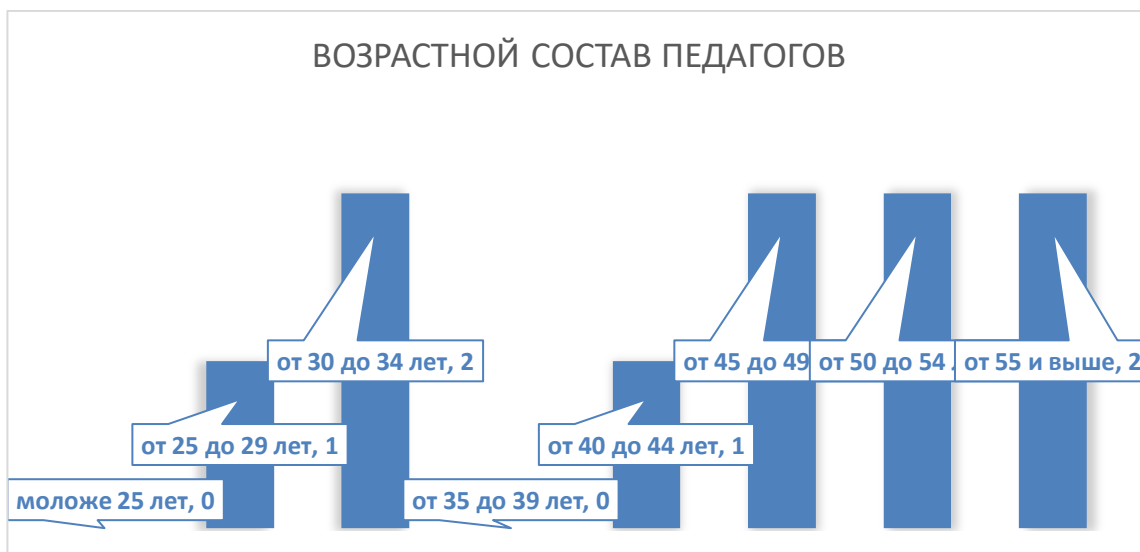 ВОЗРАСТНОЙ СОСТАВ ПЕДАГОГОВ
моложе 25 лет, 0
от 25 до 29 лет, 1
от 30 до 34 лет, 2
от 35 до 39 лет, 0
от 40 до 44 лет, 1
от 45 до 49
от 50 до 54
от 55 и выше, 2